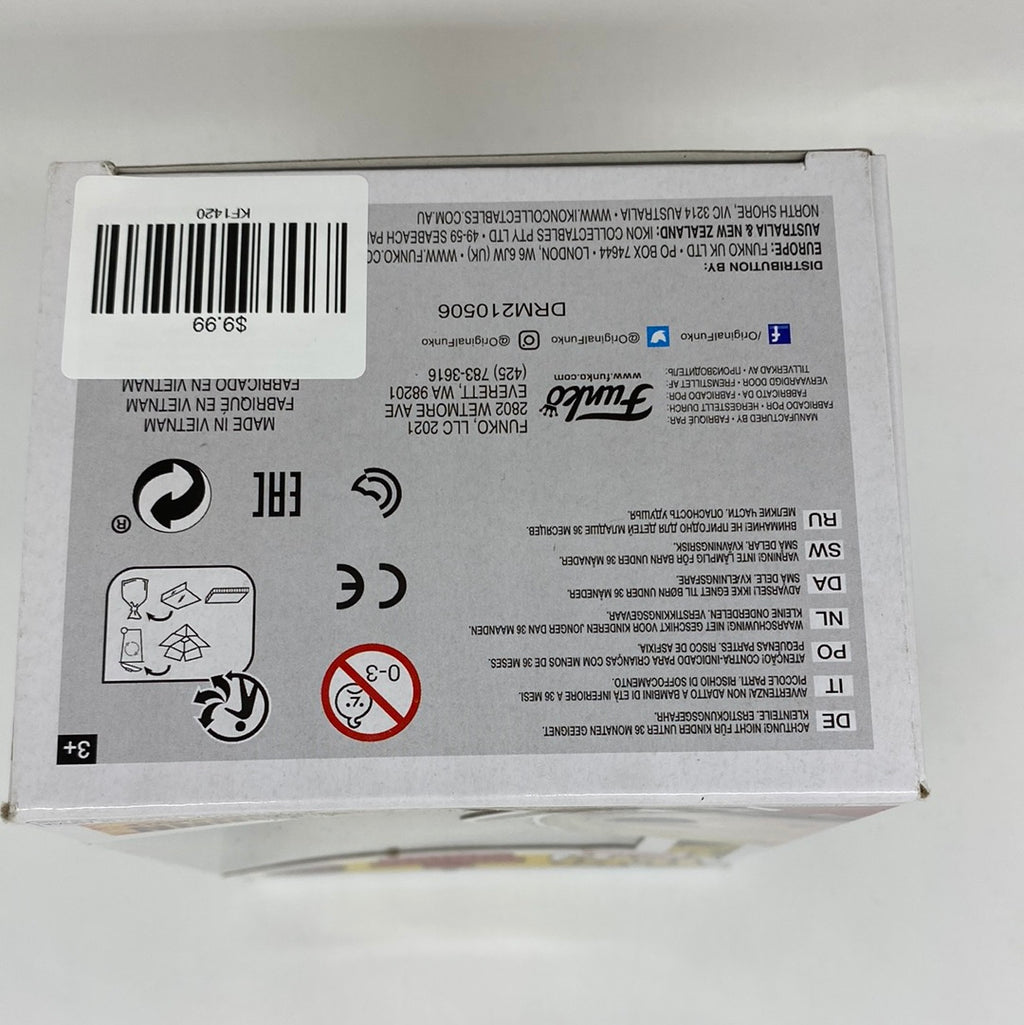 3+
DE ACHTUNG! NICHT FÜR KINDER UNTER 36 MONATEN GEEIGNET.
KLEINTEILE. ERSTICKUNGSGEFAHR.
IT AVVERTENZA! NON ADATTO A BAMBINI DI ETÀ INFERIORE A 36 MESI.
PICCOLE PARTI. RISCHIO DI SOFFOCAMENTO.
PO ATENÇÃO! CONTRA-INDICADO PARA CRIANÇAS COM MENOS DE 36 MESES.
PEQUENAS PARTES. RISCO DE ASFIXIA.
NL WAARSCHUWING! NIET GESCHIKT VOOR KINDEREN JONGER DAN 36 MAANDEN.
KLEINE ONDERDELEN. VERSTIKKINGSGEVAAR.
DA ADVARSEL! IKKE EGNET TIL BØRN UNDER 36 MÅNEDER.
SMÅ DELE. KVÆLNINGSFARE.
SW VARNING! INTE LÄMPLIG FÖR BARN UNDER 36 MÅNADER.
SMÅ DELAR. KVÄVNINGSRISK.
RU ВНИМАНИЕ! НЕ ПРИГОДНО ДЛЯ ДЕТЕЙ МЛАДШЕ 36 МЕСЯЦЕВ.
МЕЛКИЕ ЧАСТИ. ОПАСНОСТЬ УДУШЬЯ.
0-3
CE
EAC
®
MANUFACTURED BY • FABRIQUÉ PAR:
FABRICADO POR • HERGESTELLT DURCH:
FABBRICATO DA • FABRICADO POR:
VERVAARDIGD DOOR • FREMSTILLET AF:
TILLVERKAD AV • ПРОИЗВОДИТЕЛЬ:
Funko
www.funko.com
FUNKO, LLC 2021
2802 WETMORE AVE
EVERETT, WA 98201
(425) 783-3616
MADE IN VIETNAM
FABRIQUÉ EN VIETNAM
FABRICADO EN VIETNAM
/OriginalFunko @OriginalFunko @OriginalFunko
DRM210506
DISTRIBUTION BY:
EUROPE: FUNKO UK LTD • PO BOX 74644 • LONDON, W6 6JW (UK) • WWW.FUNKO.
AUSTRALIA & NEW ZEALAND: IKON COLLECTABLES PTY LTD • 49-59 SEABEACH
NORTH SHORE, VIC 3214 AUSTRALIA • WWW.IKONCOLLECTABLES.COM.AU
$9.99
KF1420